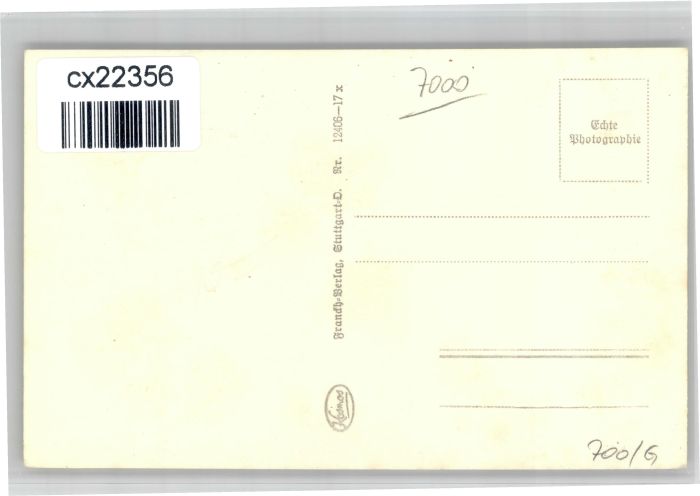 cx22356
7000
Echte
Photographie
Franckh-Verlag, Stuttgart-O. Nr. 12406—17 x
Kosmos
700/G